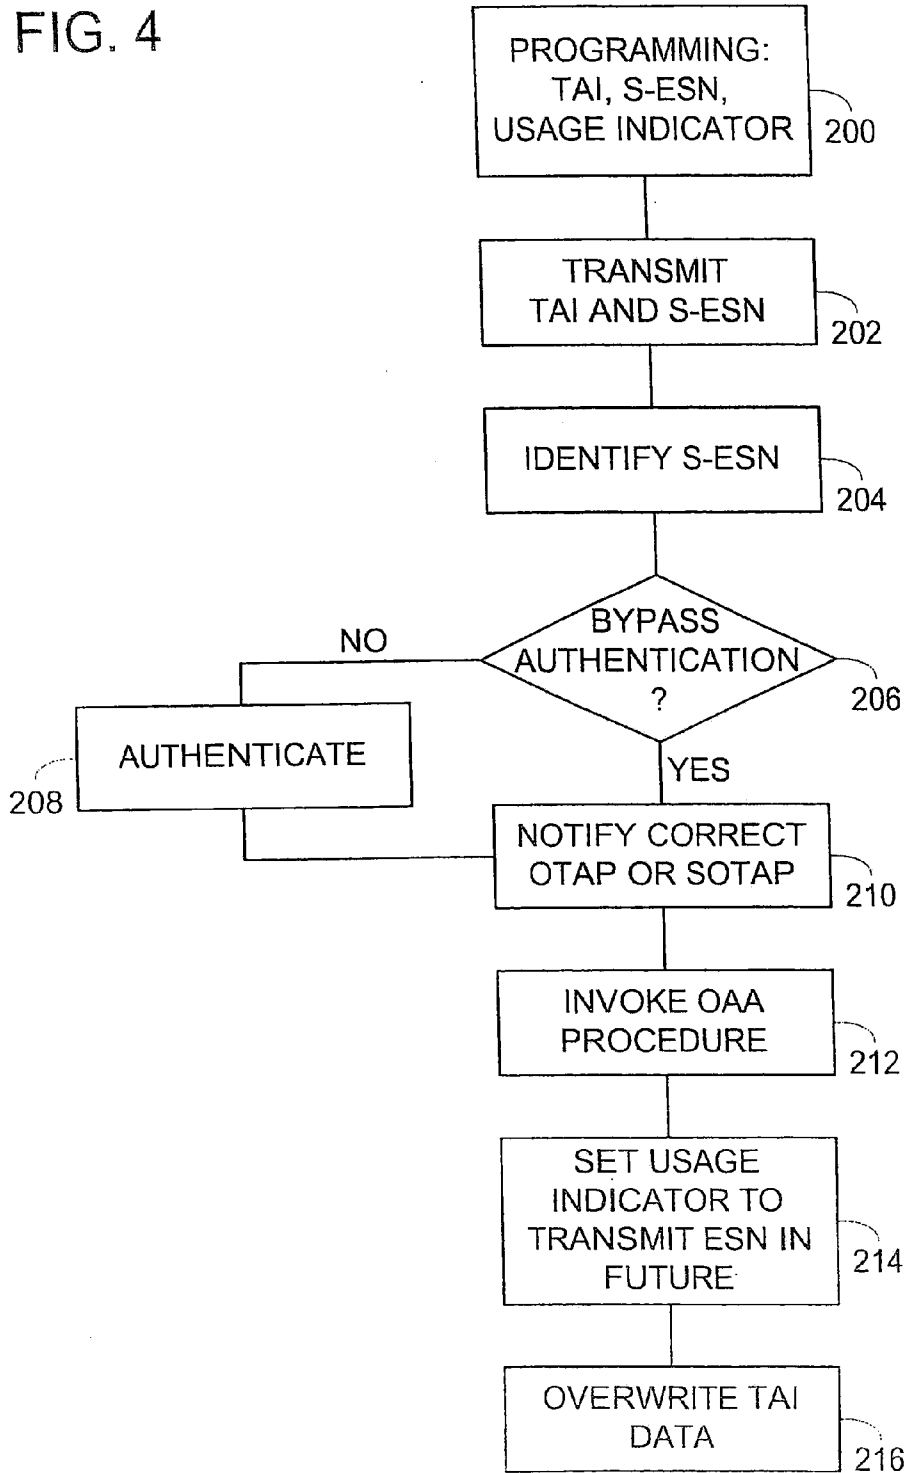 FIG. 4
PROGRAMMING:
TAI, S-ESN,
USAGE INDICATOR
200
TRANSMIT
TAI AND S-ESN
202
IDENTIFY S-ESN
204
BYPASS
AUTHENTICATION
?
206
NO
AUTHENTICATE
208
YES
NOTIFY CORRECT
OTAP OR SOTAP
210
INVOKE OAA
PROCEDURE
212
SET USAGE
INDICATOR TO
TRANSMIT ESN IN
FUTURE
214
OVERWRITE TAI
DATA
216